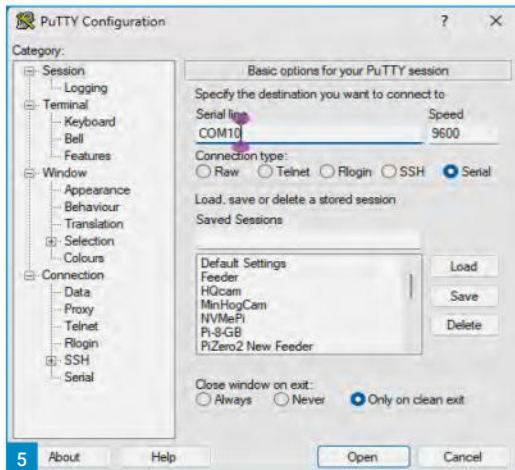 PuTTY Configuration ? ×
Category:
Session
Logging
Terminal
Keyboard
Bell
Features
Window
Appearance
Behaviour
Translation
Selection
Colours
Connection
Data
Proxy
Telnet
Rlogin
SSH
Serial
Basic options for your PuTTY session
Specify the destination you want to connect to
Serial line Speed
COM10 9600
Connection type:
Raw Telnet Rlogin SSH Serial
Load, save or delete a stored session
Saved Sessions
Default Settings
Feeder
HQcam
MinHogCam
NVMePi
Pi-8-GB
PiZero2 New Feeder
Load
Save
Delete
Close window on exit:
Always Never Only on clean exit
5 About Help Open Cancel